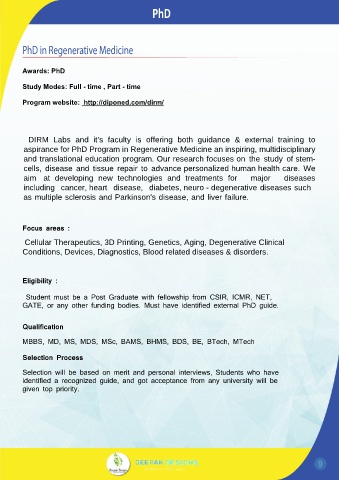 PhD
PhD in Regenerative Medicine
Awards: PhD
Study Modes: Full - time , Part - time
Program website: http://diponed.com/dirm/
DIRM Labs and it's faculty is offering both guidance & external training to
aspirance for PhD Program in Regenerative Medicine an inspiring, multidisciplinary
and translational education program. Our research focuses on the study of stem-
cells, disease and tissue repair to advance personalized human health care. We
aim at developing new technologies and treatments for major diseases
including cancer, heart disease, diabetes, neuro - degenerative diseases such
as multiple sclerosis and Parkinson's disease, and liver failure.
Focus areas :
Cellular Therapeutics, 3D Printing, Genetics, Aging, Degenerative Clinical
Conditions, Devices, Diagnostics, Blood related diseases & disorders.
Eligibility :
Student must be a Post Graduate with fellowship from CSIR, ICMR, NET,
GATE, or any other funding bodies. Must have identified external PhD guide.
Qualification
MBBS, MD, MS, MDS, MSc, BAMS, BHMS, BDS, BE, BTech, MTech
Selection Process
Selection will be based on merit and personal interviews, Students who have
identified a recognized guide, and got acceptance from any university will be
given top priority.
9